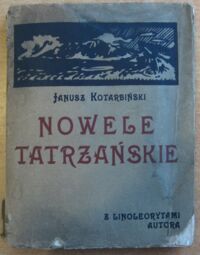 Janusz Kotarbiński
NOWELE
TATRZAŃSKIE
Z LINOLEORYTAMI
AUTORA